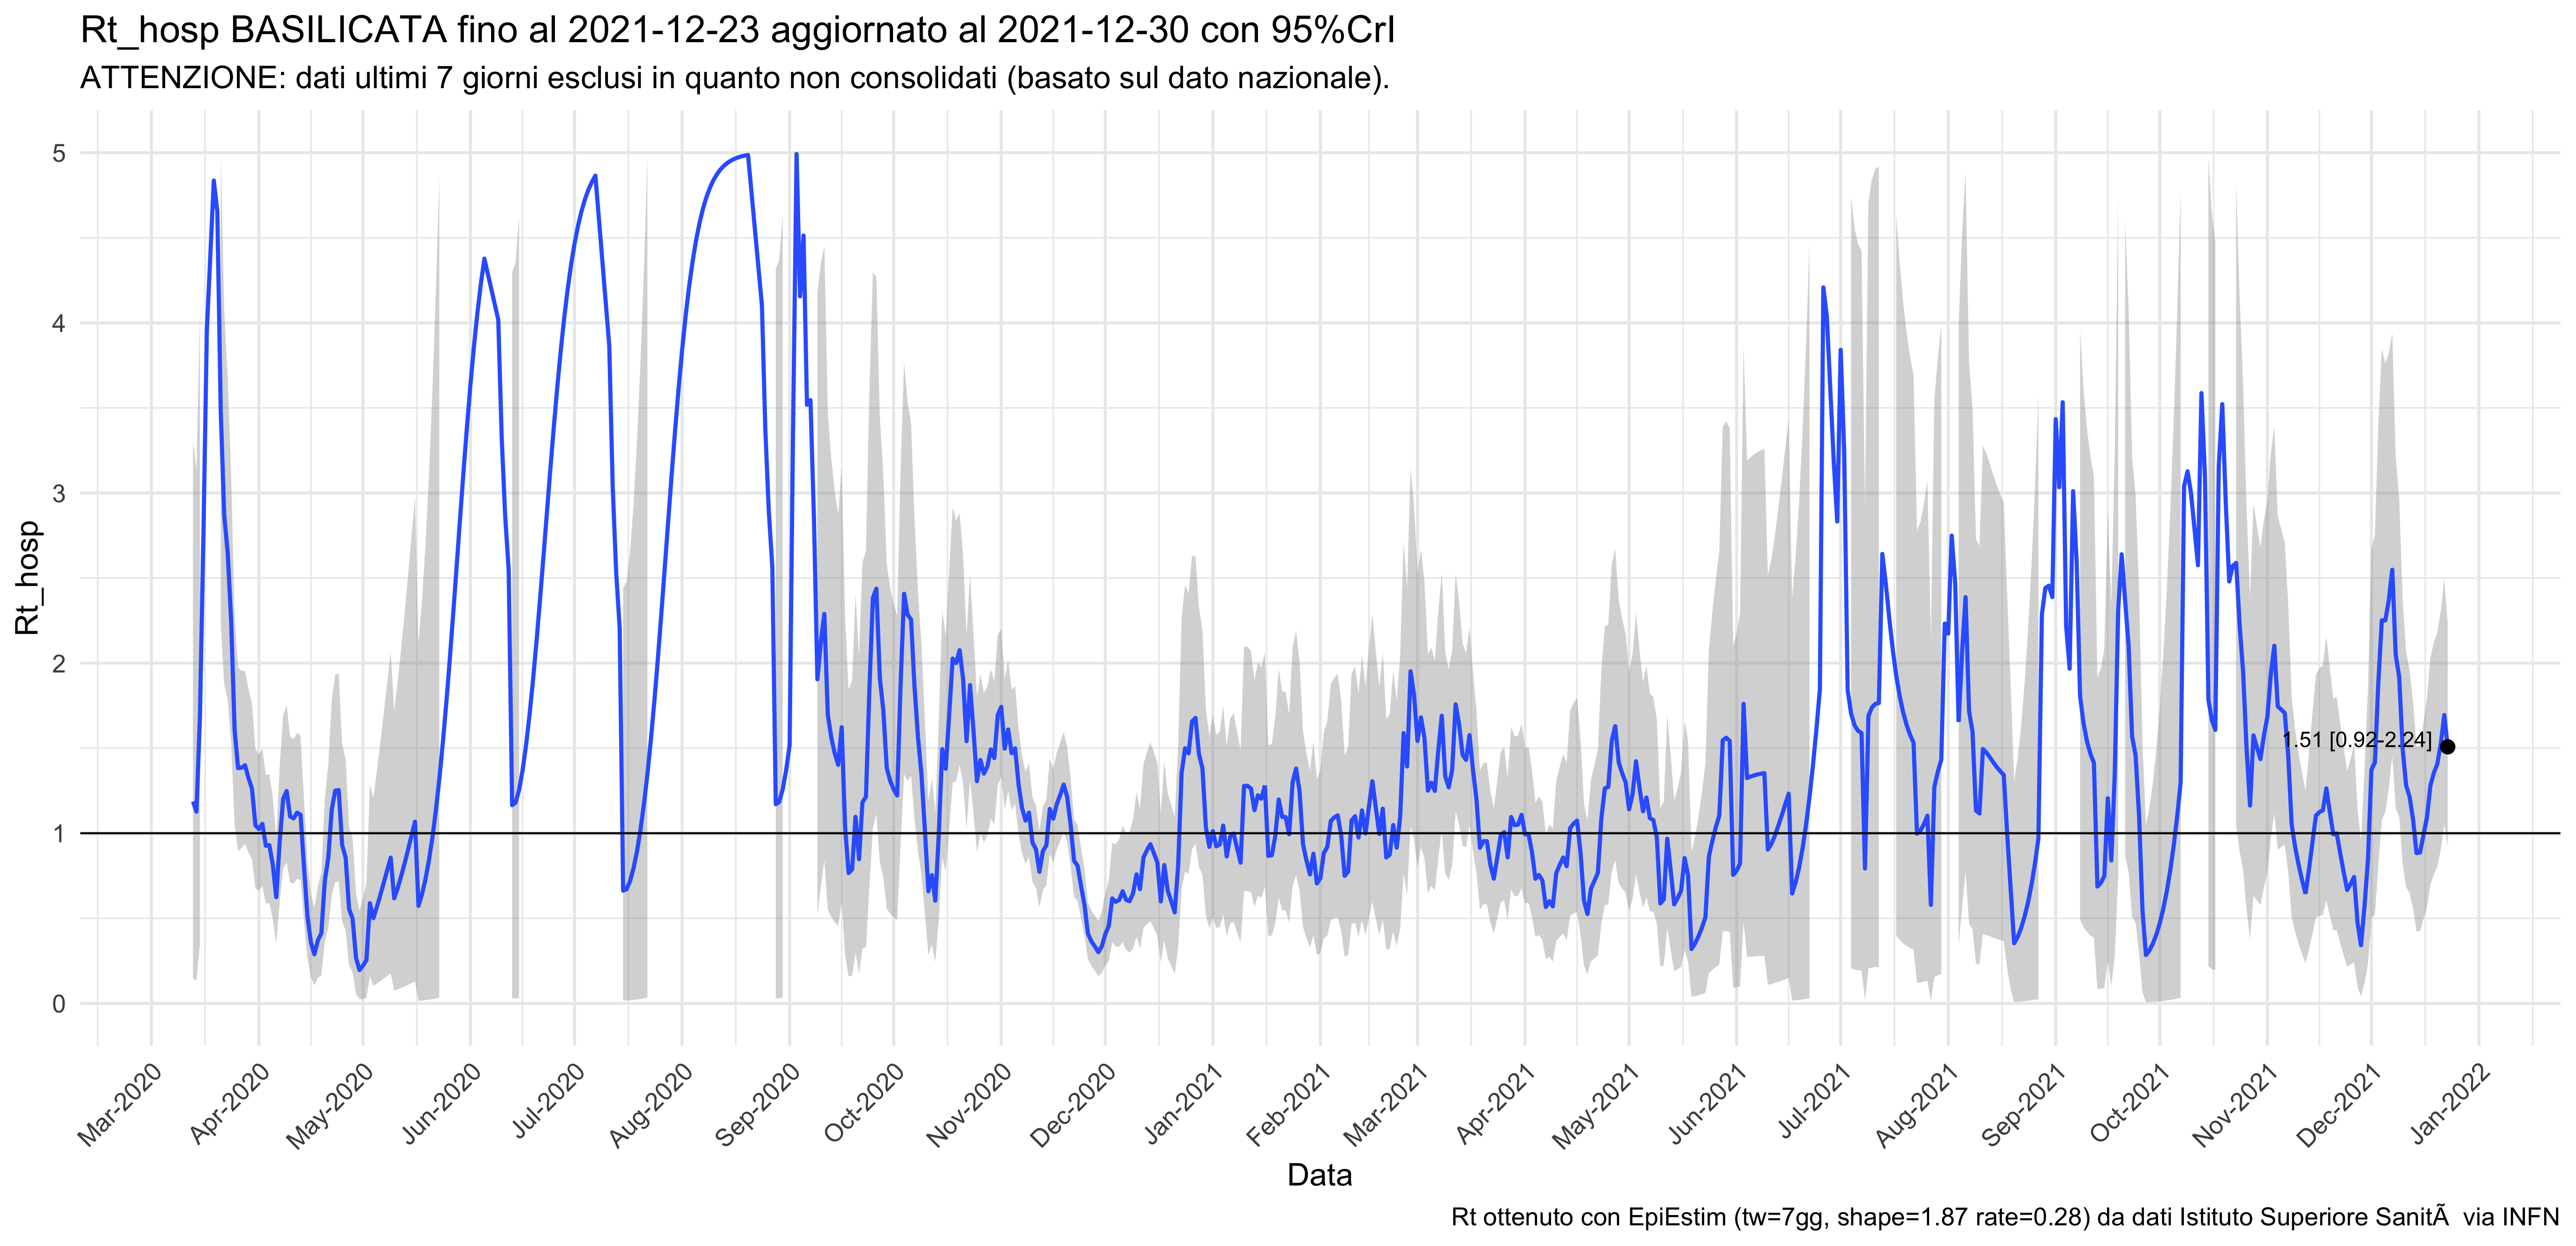 Rt_hosp BASILICATA fino al 2021-12-23 aggiornato al 2021-12-30 con 95%CrI
ATTENZIONE: dati ultimi 7 giorni esclusi in quanto non consolidati (basato sul dato nazionale).
Rt_hosp
5
4
3
2
1
0
1.51 [0.92-2.24]
Mar-2020
Apr-2020
May-2020
Jun-2020
Jul-2020
Aug-2020
Sep-2020
Oct-2020
Nov-2020
Dec-2020
Jan-2021
Feb-2021
Mar-2021
Apr-2021
May-2021
Jun-2021
Jul-2021
Aug-2021
Sep-2021
Oct-2021
Nov-2021
Dec-2021
Jan-2022
Data
Rt ottenuto con EpiEstim (tw=7gg, shape=1.87 rate=0.28) da dati Istituto Superiore SanitÃ  via INFN